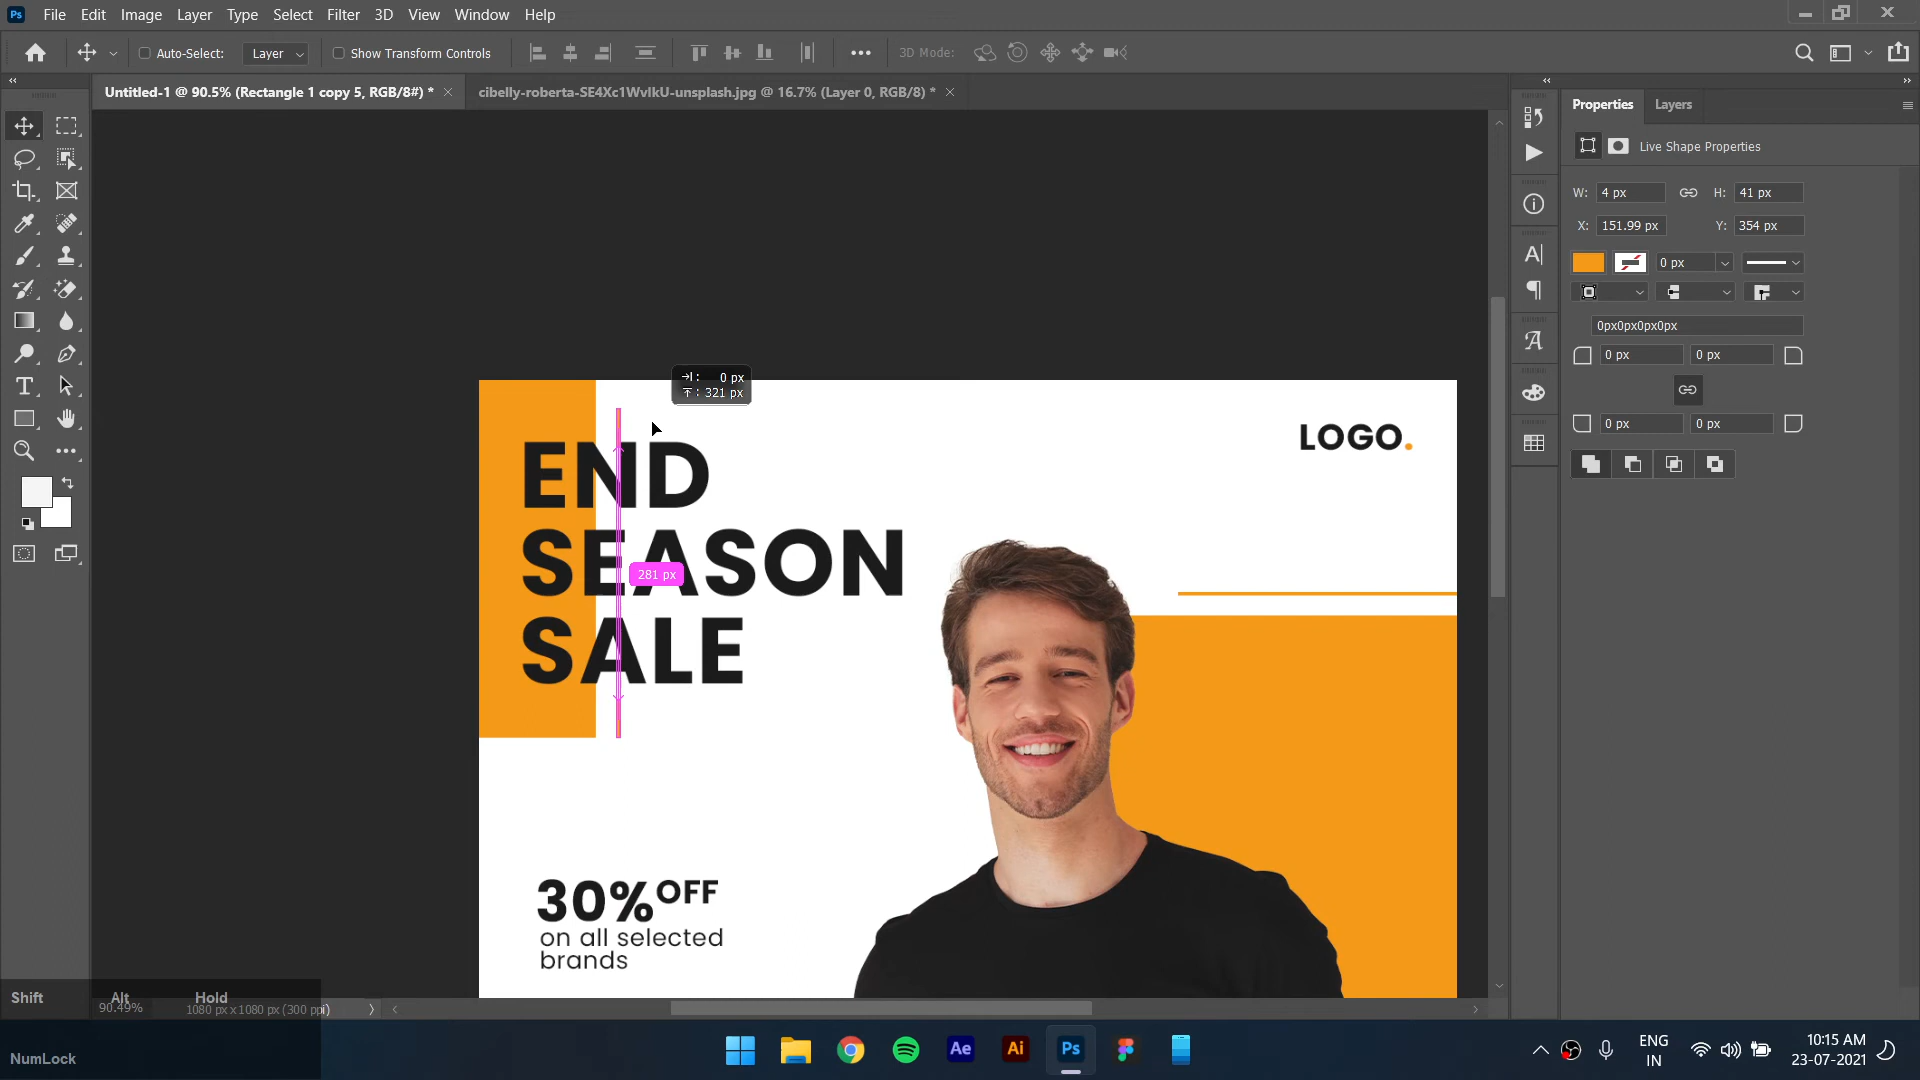 Ps File Edit Image Layer Type Select Filter 3D View Window Help
Auto-Select: Layer Show Transform Controls 3D Mode:
Untitled-1 @ 90.5% (Rectangle 1 copy 5, RGB/8#) * cibelly-roberta-SE4Xc1WvIkU-unsplash.jpg @ 16.7% (Layer 0, RGB/8) *
Properties Layers
Live Shape Properties
W: 4 px H: 41 px
X: 151.99 px Y: 354 px
0 px
0px0px0px0px
0 px 0 px
0 px 0 px
0 px
321 px
LOGO.
END
SEASON
281 px
SALE
30% OFF
on all selected
brands
Shift Alt Hold
90.49% 1080 px x 1080 px (300 ppi)
NumLock
Ae Ai Ps
ENG
IN
10:15 AM
23-07-2021